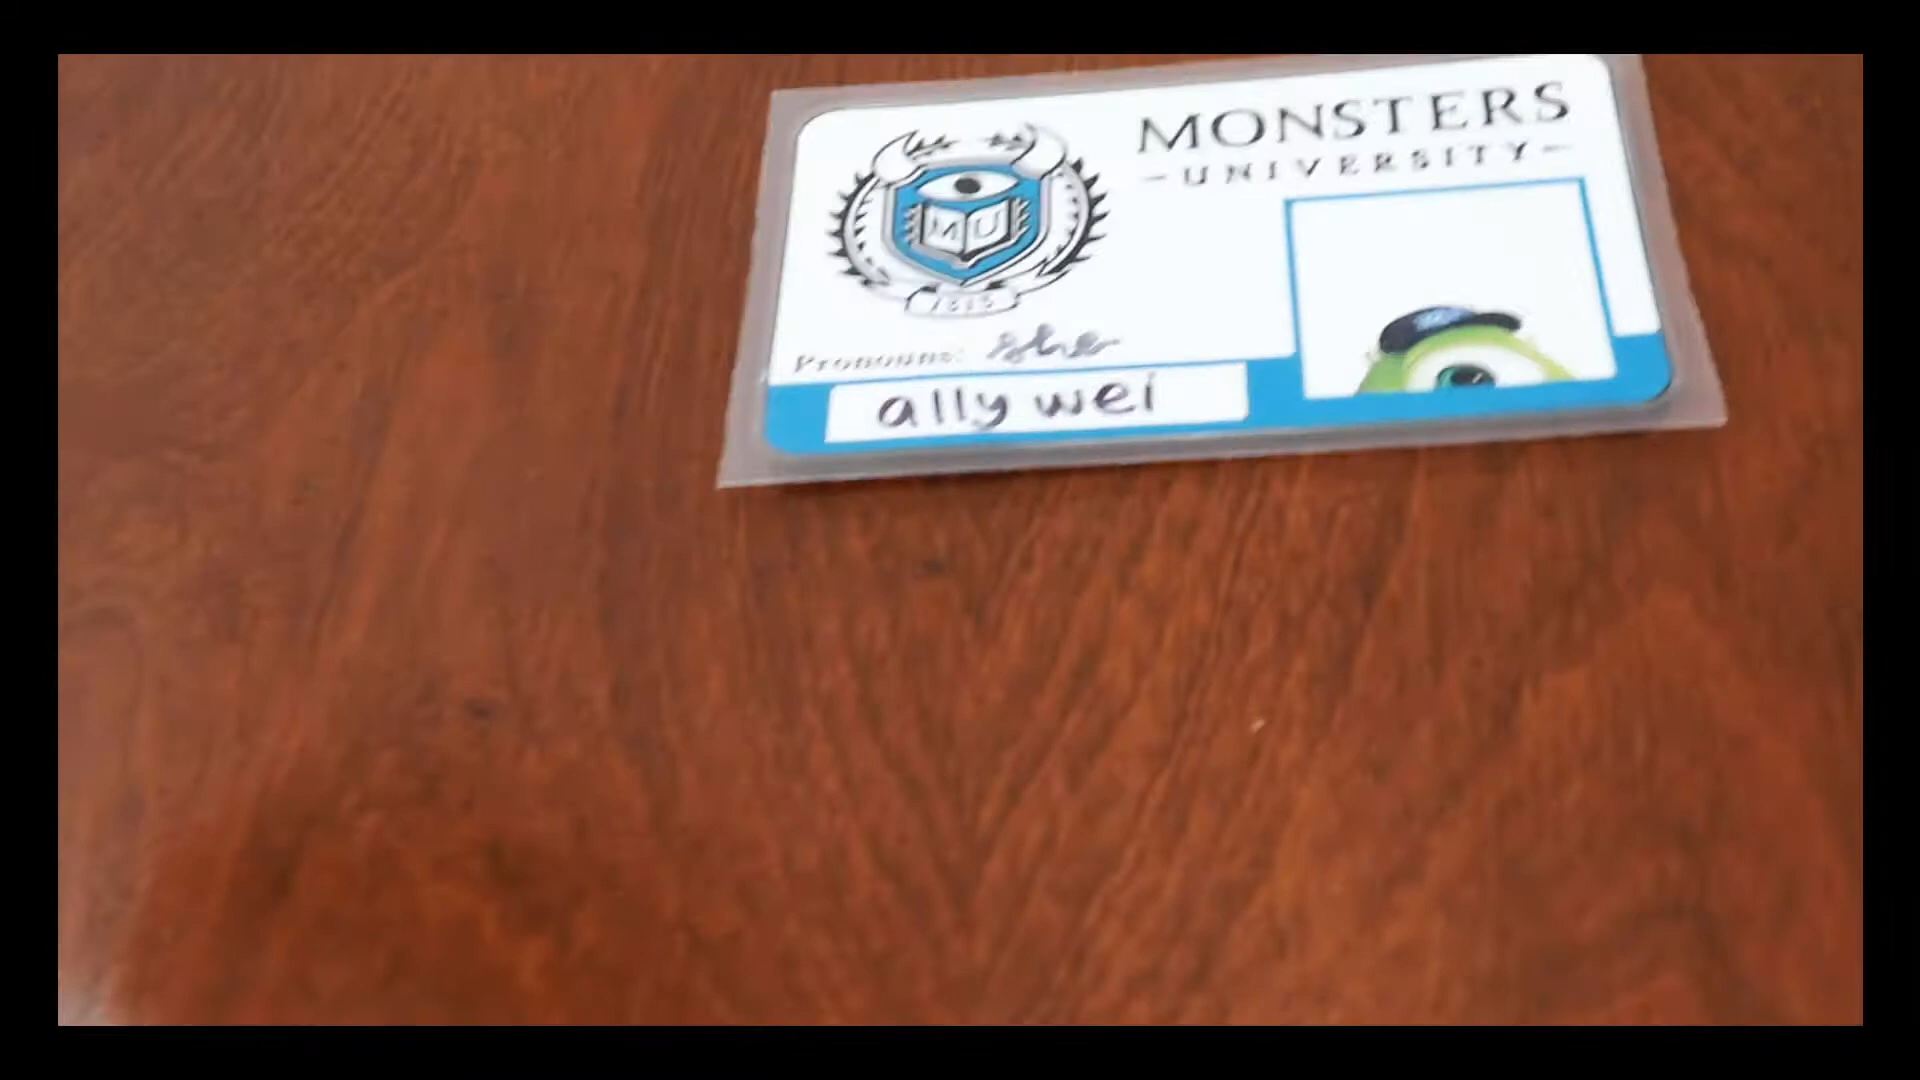 MONSTERS
-UNIVERSITY-
MU
Pronouns: she
ally wei